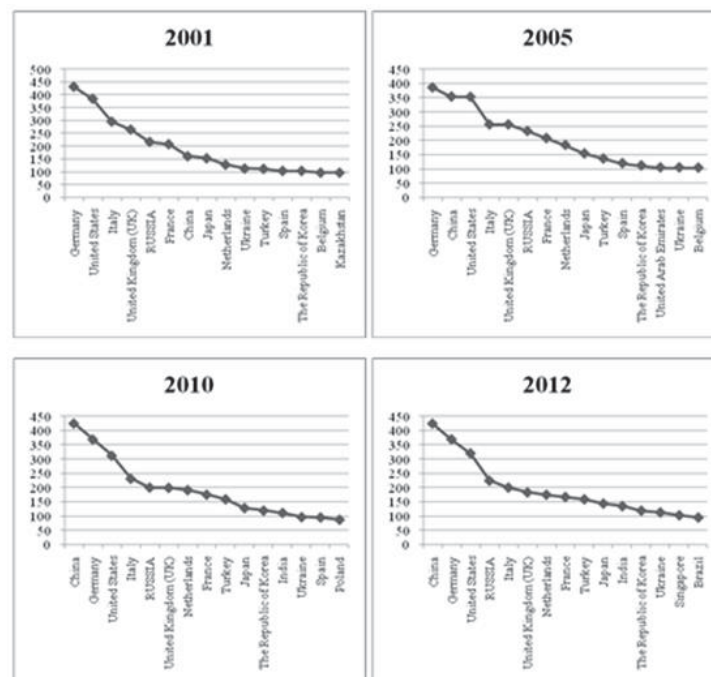 2001
500
450
400
350
300
250
200
150
100
50
0
Germany
United States
Italy
United Kingdom (UK)
RUSSIA
France
China
Japan
Netherlands
Ukraine
Turkey
Spain
The Republic of Korea
Belgum
Kazakhstan
2005
450
400
350
300
250
200
150
100
50
0
Germany
China
United States
Italy
United Kingdom (UK)
RUSSIA
France
Netherlands
Japan
Turkey
Spain
The Republic of Korea
United Arab Emirates
Ukraine
Belgum
2010
450
400
350
300
250
200
150
100
50
0
China
Germany
United States
Italy
RUSSIA
United Kingdom (UK)
Netherlands
France
Turkey
Japan
The Republic of Korea
India
Ukraine
Spain
Poland
2012
450
400
350
300
250
200
150
100
50
0
China
Germany
United States
RUSSIA
Italy
United Kingdom (UK)
Netherlands
France
Turkey
Japan
India
The Republic of Korea
Ukraine
Singapore
Brazil